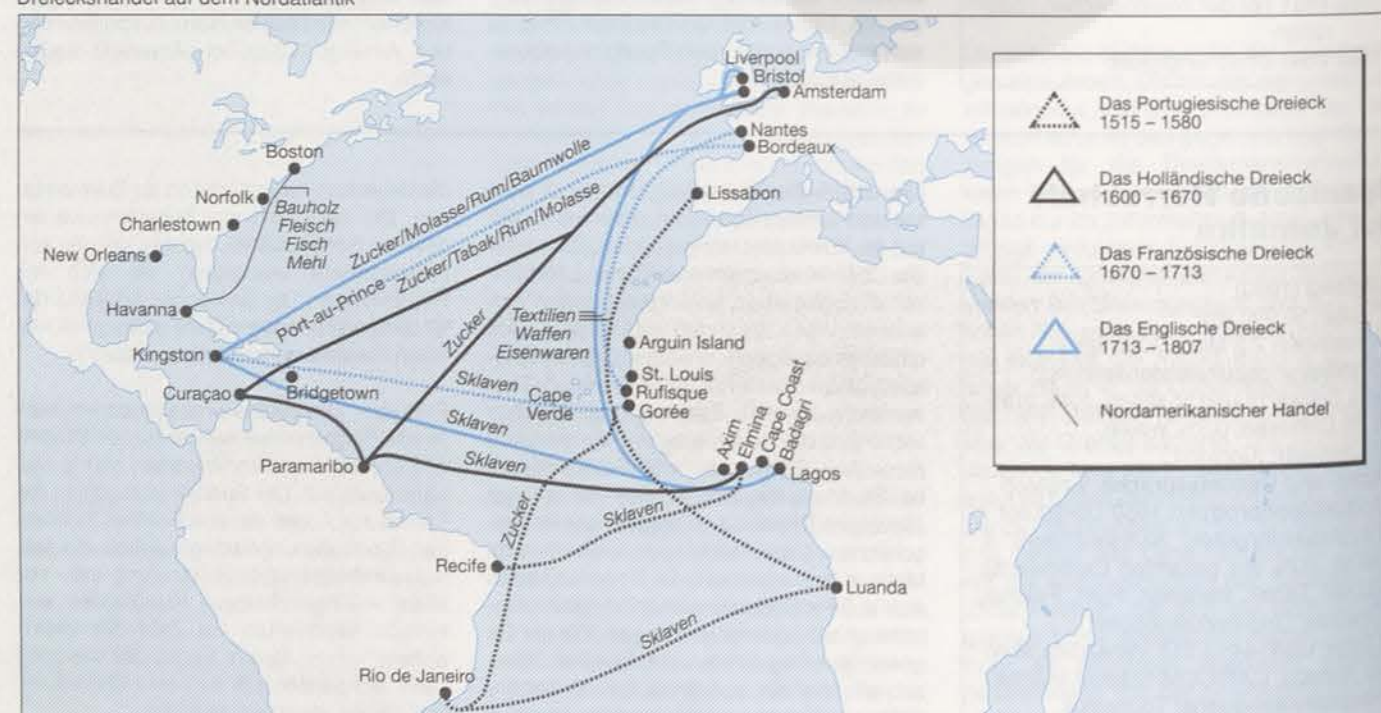 Dreieckshandel auf dem Nordatlantik
Liverpool
Bristol
Amsterdam
Nantes
Bordeaux
Lissabon
Boston
Norfolk
Bauholz
Fleisch
Fisch
Mehl
Charlestown
New Orleans
Havanna
Zucker/Molasse/Rum/Baumwolle
Port-au-Prince
Zucker/Tabak/Rum/Molasse
Zucker
Textilien
Waffen
Eisenwaren
Kingston
Curaçao
Bridgetown
Sklaven
Cape
Verde
Arguin Island
St. Louis
Rufisque
Gorée
Sklaven
Paramaribo
Sklaven
Axim
Elmina
Cape Coast
Badagri
Lagos
Zucker
Sklaven
Recife
Luanda
Sklaven
Rio de Janeiro
Das Portugiesische Dreieck
1515 – 1580
Das Holländische Dreieck
1600 – 1670
Das Französische Dreieck
1670 – 1713
Das Englische Dreieck
1713 – 1807
Nordamerikanischer Handel